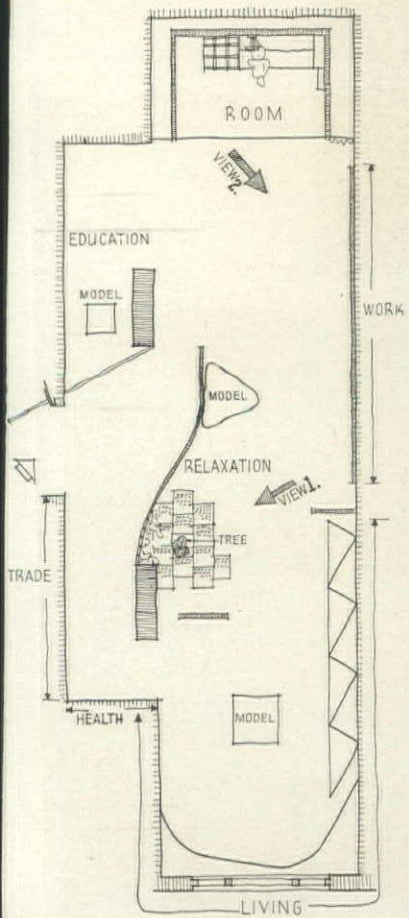 ROOM
VIEW 2.
EDUCATION
MODEL
WORK
MODEL
RELAXATION
VIEW 1.
TREE
TRADE
HEALTH
MODEL
LIVING